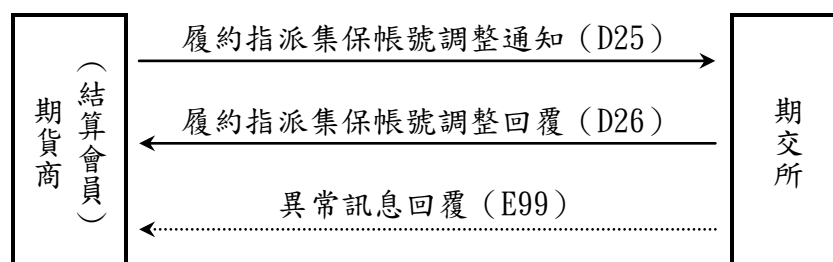 期貨商
（結算會員）
履約指派集保帳號調整通知（D25）
履約指派集保帳號調整回覆（D26）
異常訊息回覆（E99）
期交所